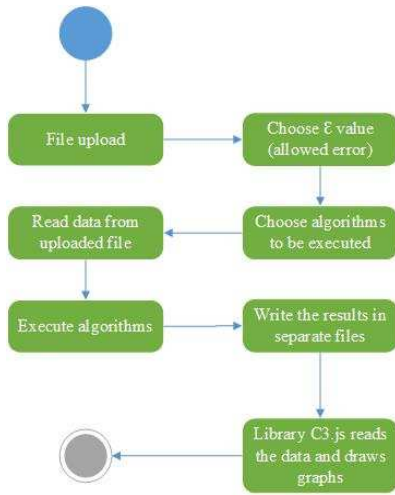 File upload
Choose Ɛ value
(allowed error)
Choose algorithms
to be executed
Read data from
uploaded file
Execute algorithms
Write the results in
separate files
Library C3.js reads
the data and draws
graphs